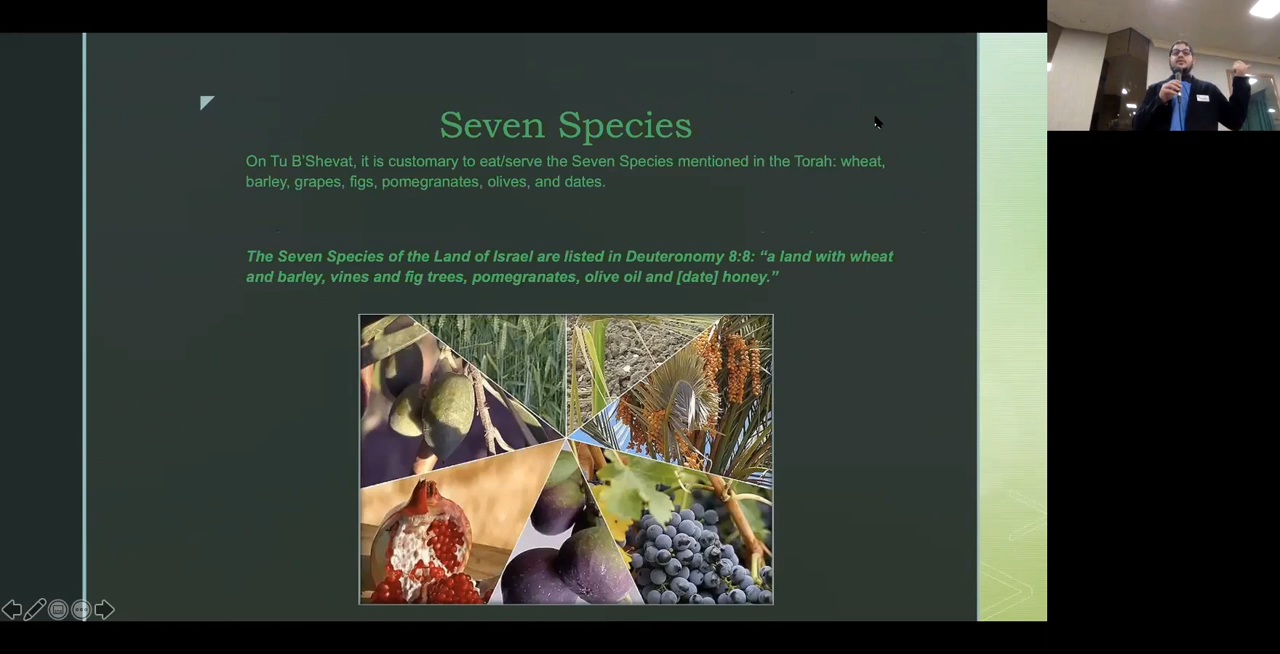 Seven Species
On Tu B'Shevat, it is customary to eat/serve the Seven Species mentioned in the Torah: wheat,
barley, grapes, figs, pomegranates, olives, and dates.
The Seven Species of the Land of Israel are listed in Deuteronomy 8:8: “a land with wheat
and barley, vines and fig trees, pomegranates, olive oil and [date] honey.”